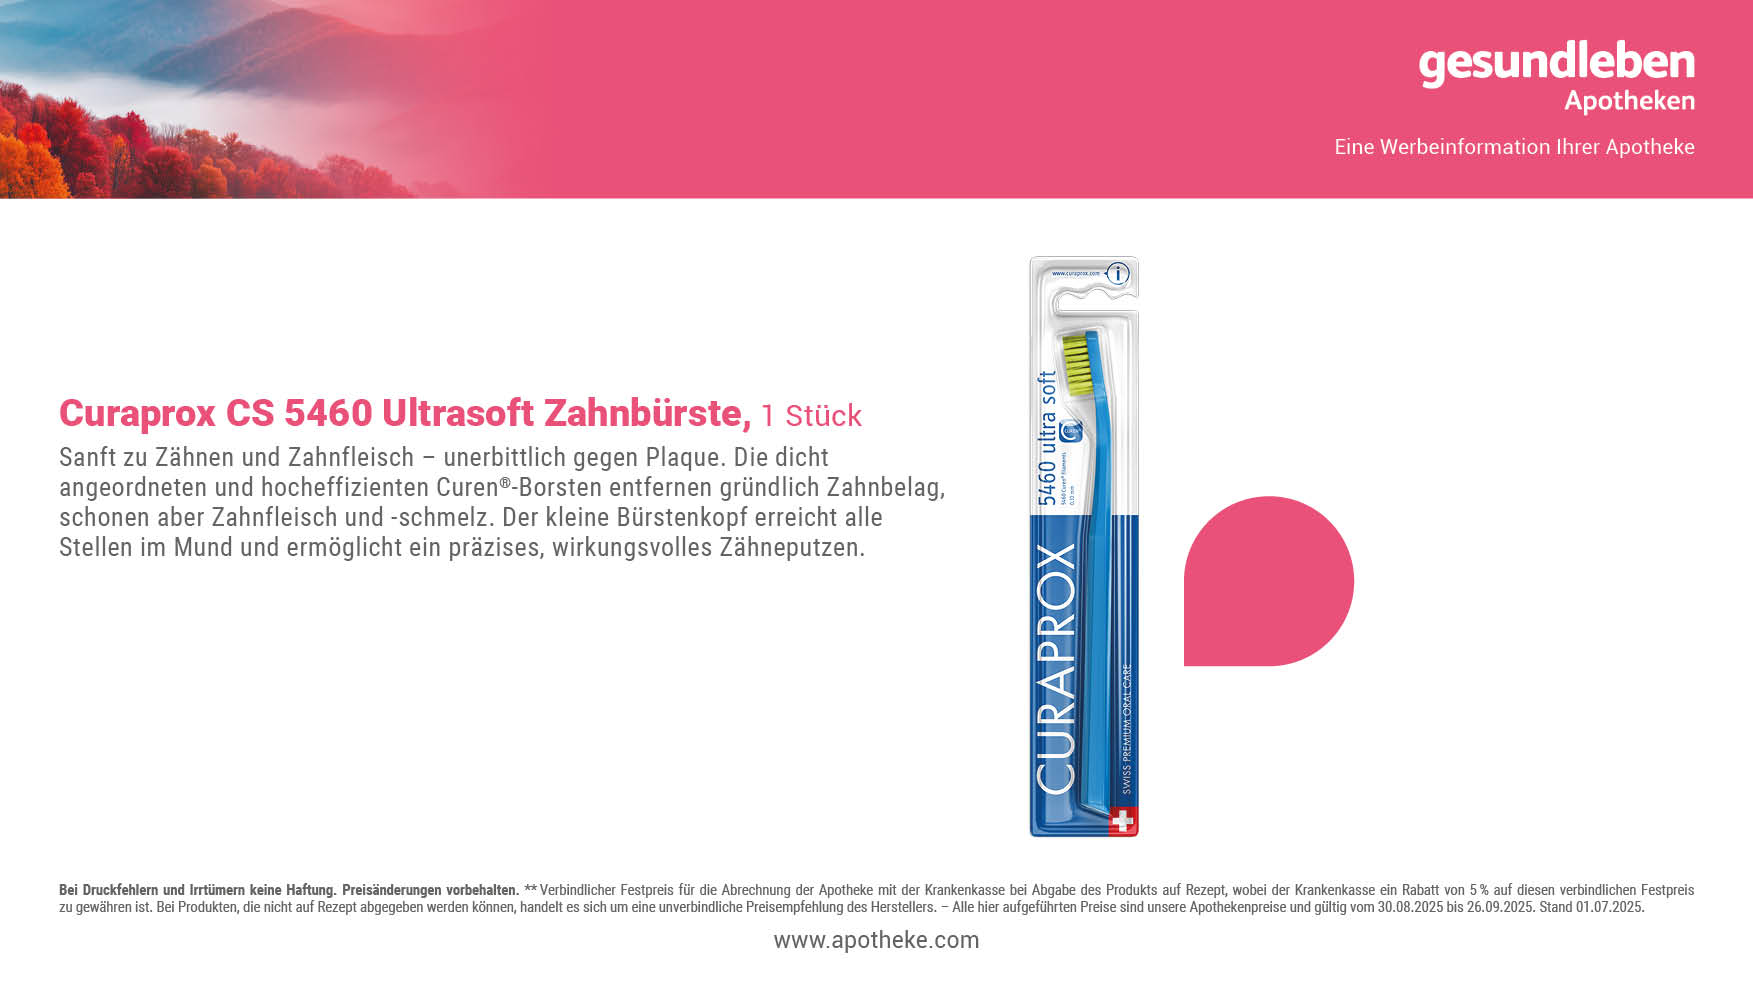 gesundleben
Apotheken
Eine Werbeinformation Ihrer Apotheke
www.curaprox.com
i
5460 ultra soft
CUREN
5460 Curen® filaments
0.10 mm
CURAPROX
SWISS PREMIUM ORAL CARE
Curaprox CS 5460 Ultrasoft Zahnbürste, 1 Stück
Sanft zu Zähnen und Zahnfleisch – unerbittlich gegen Plaque. Die dicht
angeordneten und hocheffizienten Curen®-Borsten entfernen gründlich Zahnbelag,
schonen aber Zahnfleisch und -schmelz. Der kleine Bürstenkopf erreicht alle
Stellen im Mund und ermöglicht ein präzises, wirkungsvolles Zähneputzen.
Bei Druckfehlern und Irrtümern keine Haftung. Preisänderungen vorbehalten. ** Verbindlicher Festpreis für die Abrechnung der Apotheke mit der Krankenkasse bei Abgabe des Produkts auf Rezept, wobei der Krankenkasse ein Rabatt von 5 % auf diesen verbindlichen Festpreis
zu gewähren ist. Bei Produkten, die nicht auf Rezept abgegeben werden können, handelt es sich um eine unverbindliche Preisempfehlung des Herstellers. – Alle hier aufgeführten Preise sind unsere Apothekenpreise und gültig vom 30.08.2025 bis 26.09.2025. Stand 01.07.2025.
www.apotheke.com